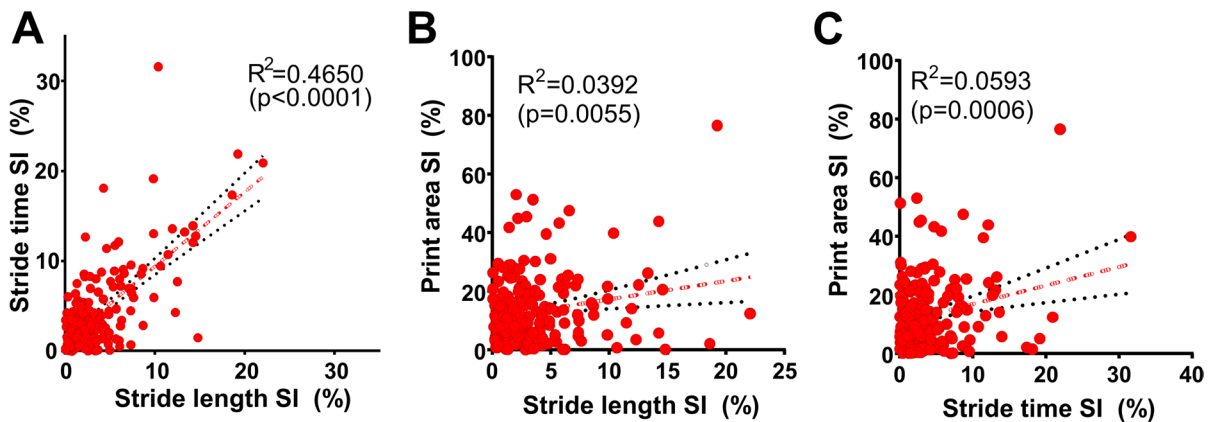 A
Stride time SI (%)
30
20
10
0
R²=0.4650
(p<0.0001)
0 10 20 30
Stride length SI (%)
B
Print area SI (%)
100
80
60
40
20
0
R²=0.0392
(p=0.0055)
0 5 10 15 20 25
Stride length SI (%)
C
Print area SI (%)
100
80
60
40
20
0
R²=0.0593
(p=0.0006)
0 10 20 30 40
Stride time SI (%)